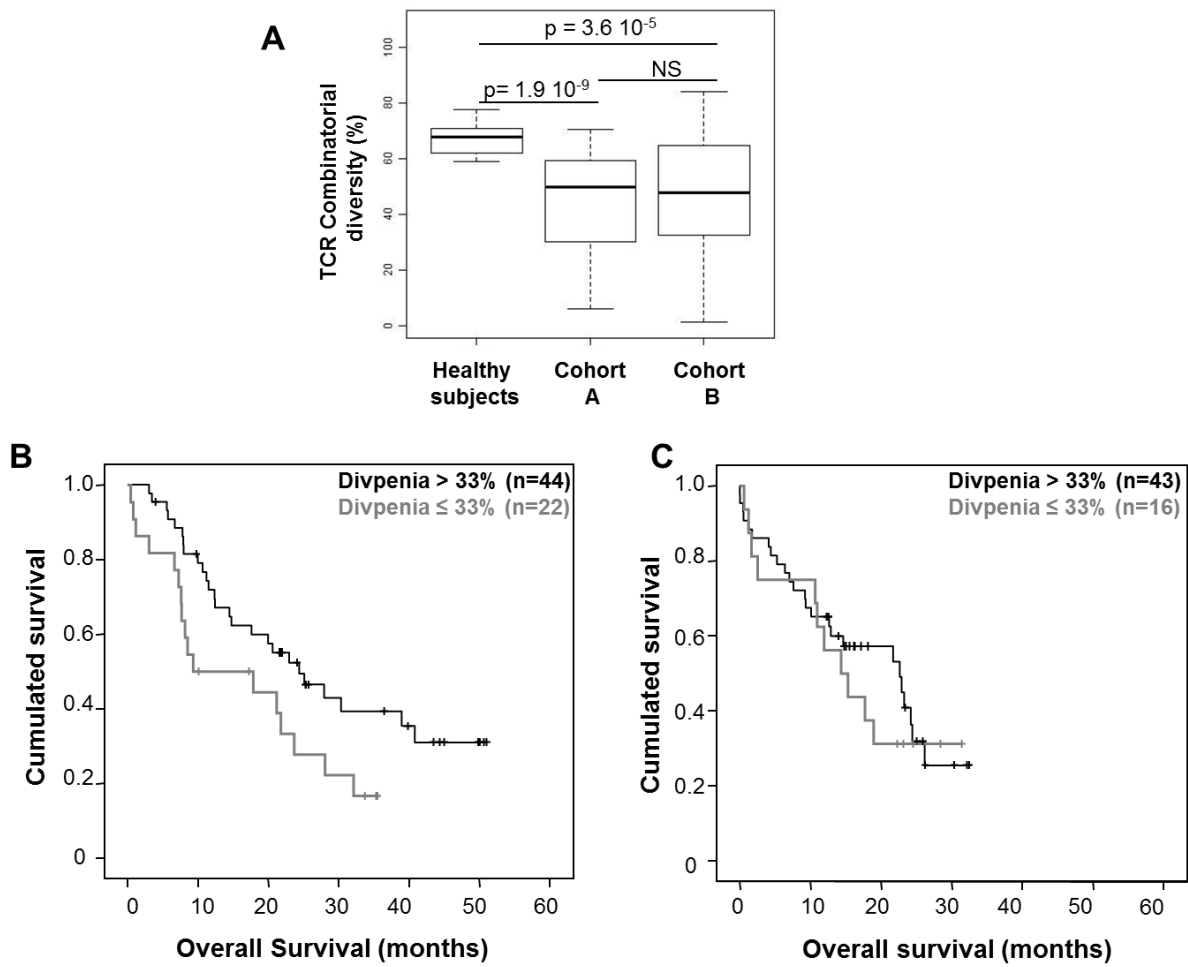 A
p = 3.6 10-5
NS
p= 1.9 10-9
TCR Combinatorial
diversity (%)
100
80
60
40
20
0
Healthy
subjects
Cohort
A
Cohort
B
B
Divpenia > 33% (n=44)
Divpenia ≤ 33% (n=22)
Cumulated survival
1.0
0.8
0.6
0.4
0.2
0
0 10 20 30 40 50 60
Overall Survival (months)
C
Divpenia > 33% (n=43)
Divpenia ≤ 33% (n=16)
Cumulated survival
1.0
0.8
0.6
0.4
0.2
0
0 10 20 30 40 50 60
Overall survival (months)